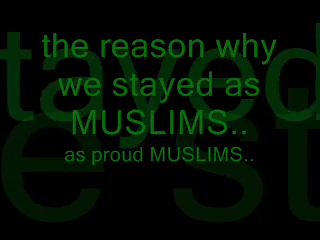 the reason why
we stayed as
MUSLIMS..
as proud MUSLIMS..